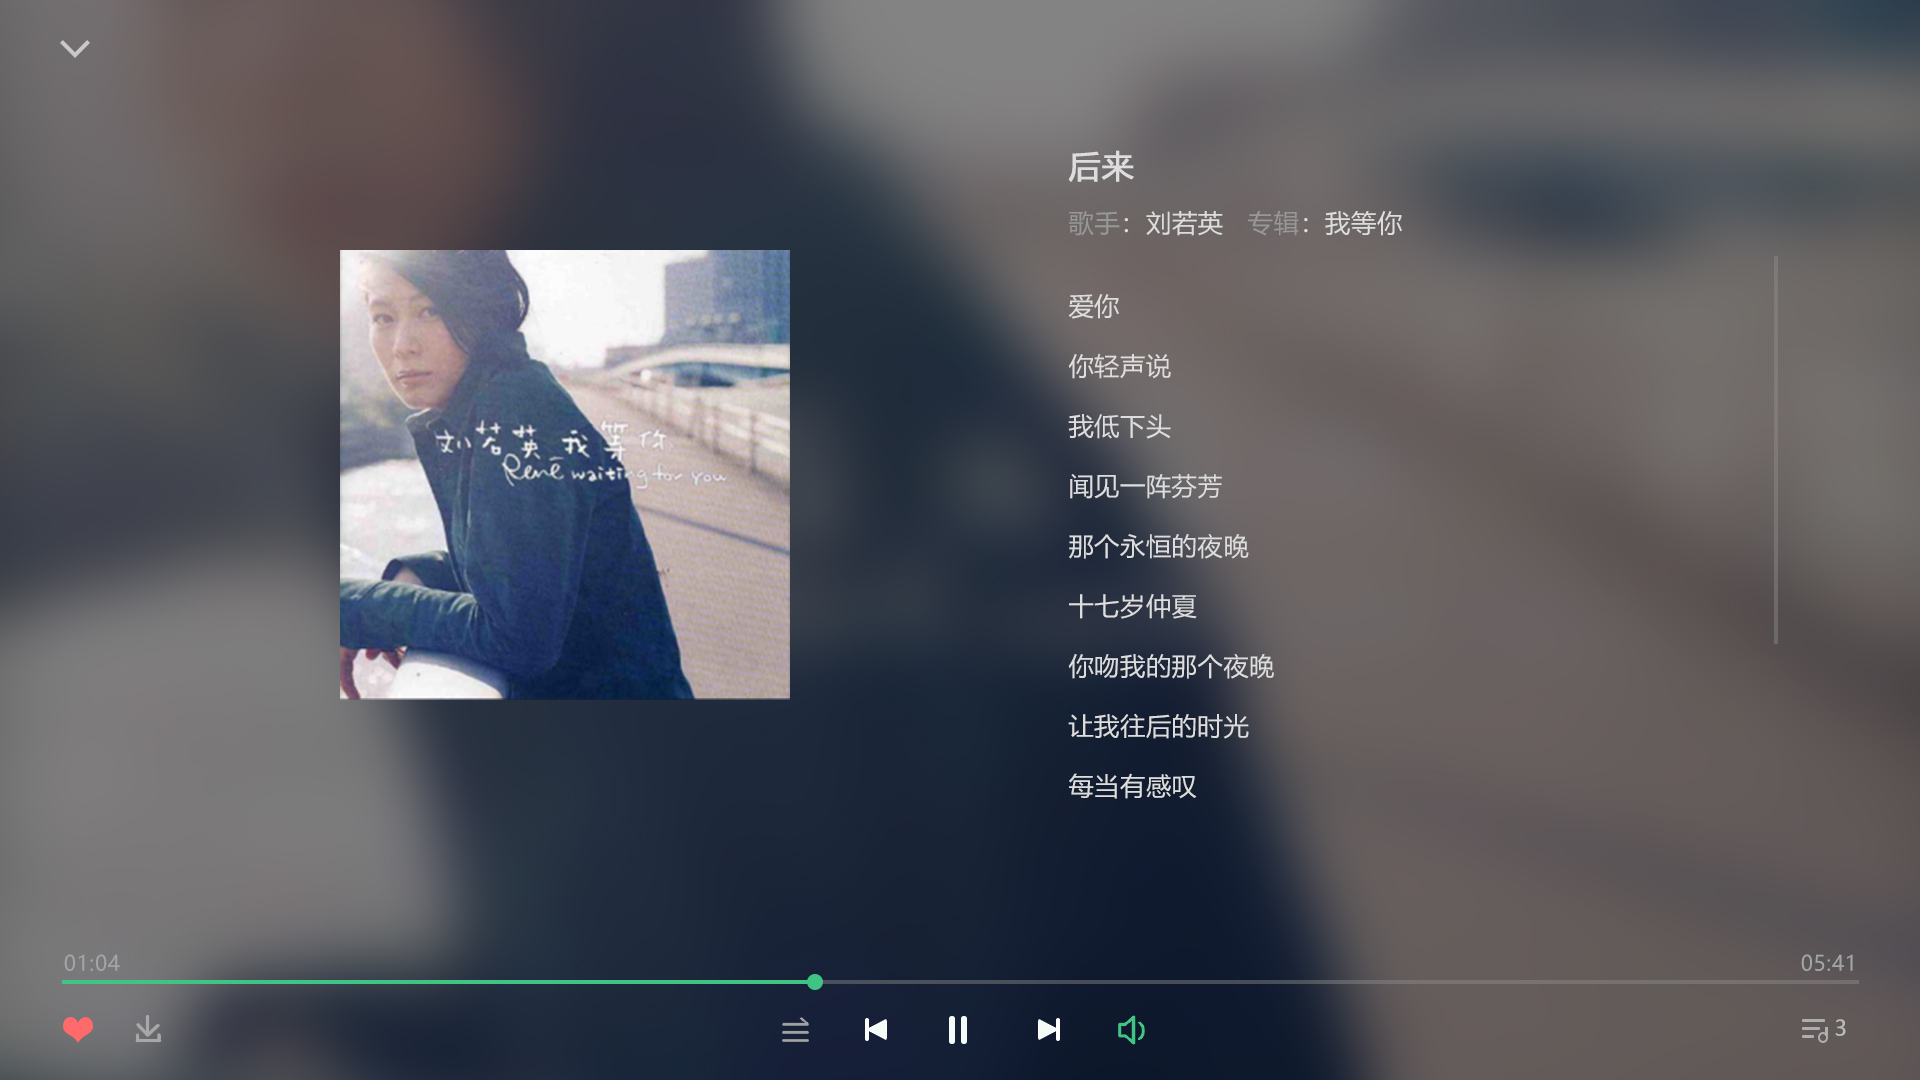 后来
歌手：刘若英 专辑：我等你
刘若英_我等你
René waiting for you
爱你
你轻声说
我低下头
闻见一阵芬芳
那个永恒的夜晚
十七岁仲夏
你吻我的那个夜晚
让我往后的时光
每当有感叹
01:04
05:41
3